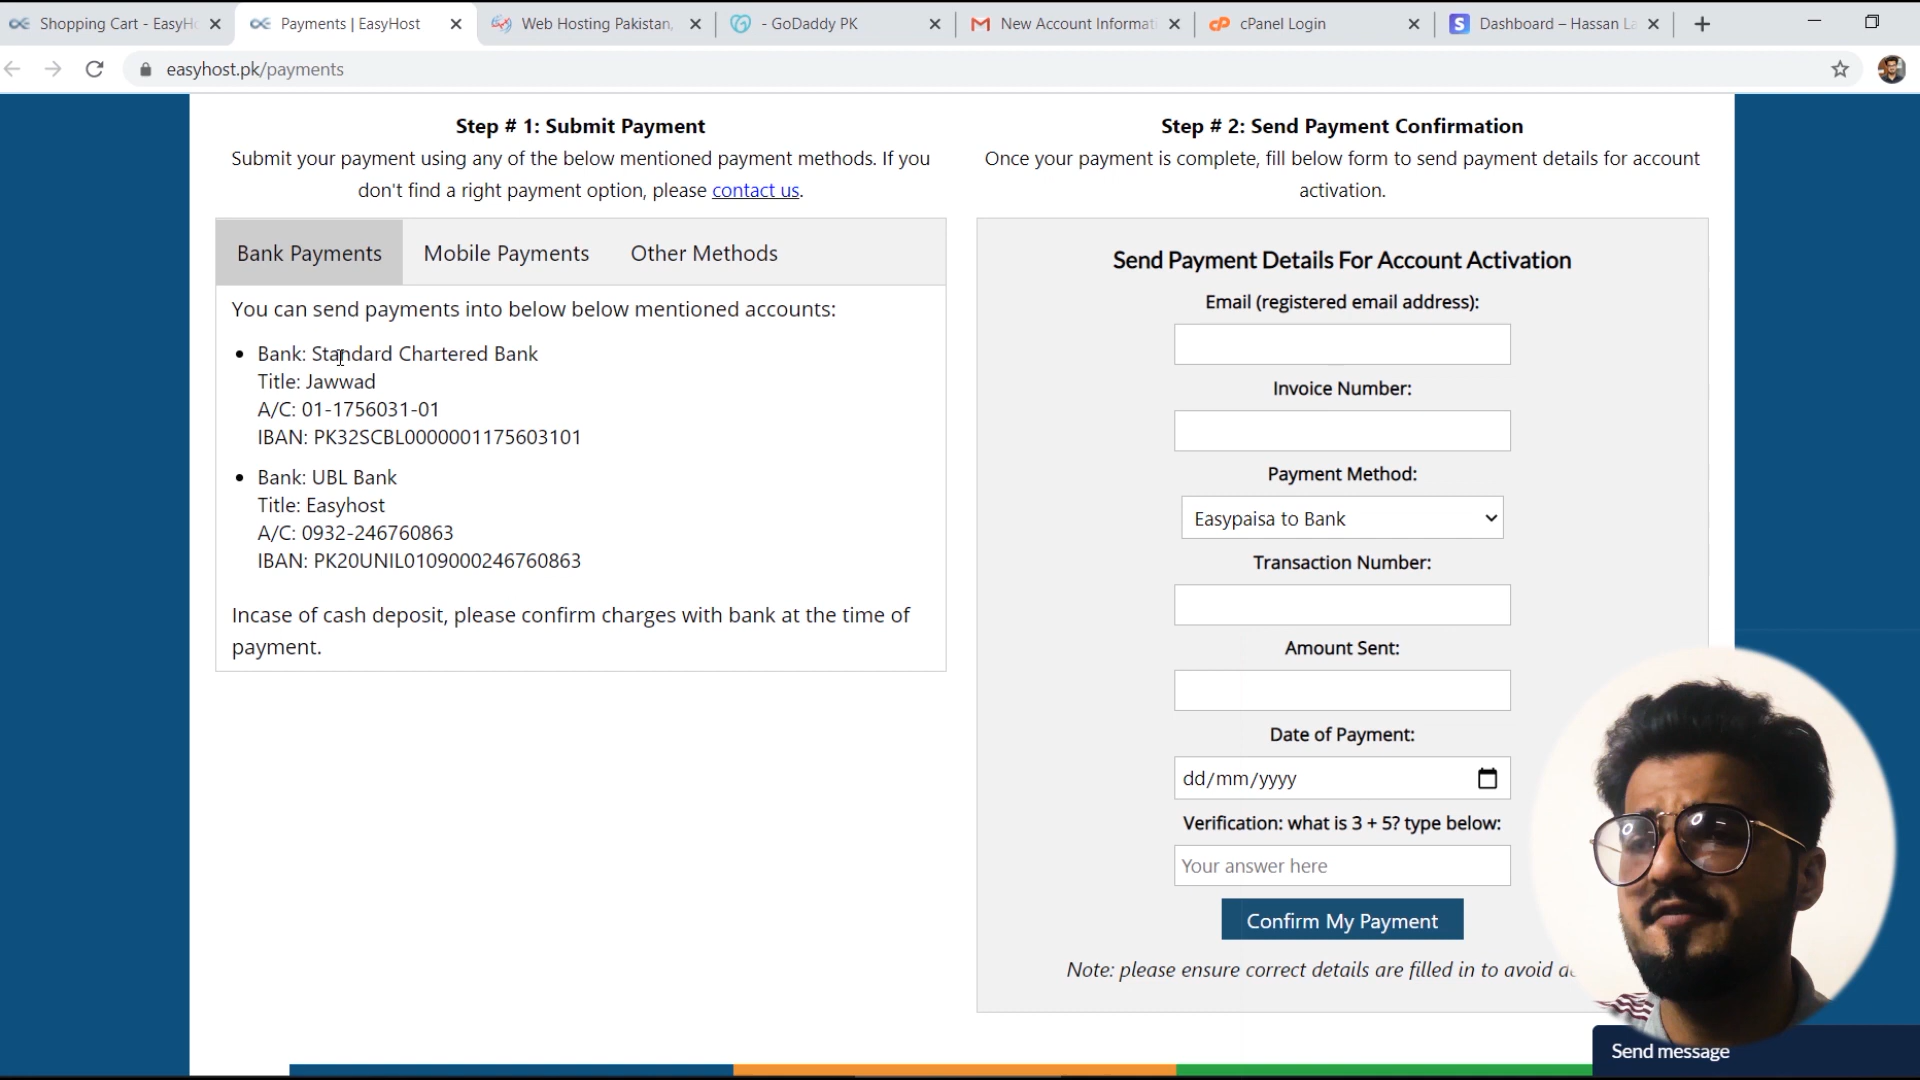 Shopping Cart - EasyH
Payments | EasyHost
Web Hosting Pakistan,
- GoDaddy PK
New Account Informati
cPanel Login
Dashboard – Hassan La
easyhost.pk/payments
Step # 1: Submit Payment
Submit your payment using any of the below mentioned payment methods. If you
don't find a right payment option, please contact us.
Bank Payments
Mobile Payments
Other Methods
You can send payments into below below mentioned accounts:
Bank: Standard Chartered Bank
Title: Jawwad
A/C: 01-1756031-01
IBAN: PK32SCBL0000001175603101
Bank: UBL Bank
Title: Easyhost
A/C: 0932-246760863
IBAN: PK20UNIL0109000246760863
Incase of cash deposit, please confirm charges with bank at the time of
payment.
Step # 2: Send Payment Confirmation
Once your payment is complete, fill below form to send payment details for account
activation.
Send Payment Details For Account Activation
Email (registered email address):
Invoice Number:
Payment Method:
Easypaisa to Bank
Transaction Number:
Amount Sent:
Date of Payment:
dd/mm/yyyy
Verification: what is 3 + 5? type below:
Your answer here
Confirm My Payment
Note: please ensure correct details are filled in to avoid
Send message